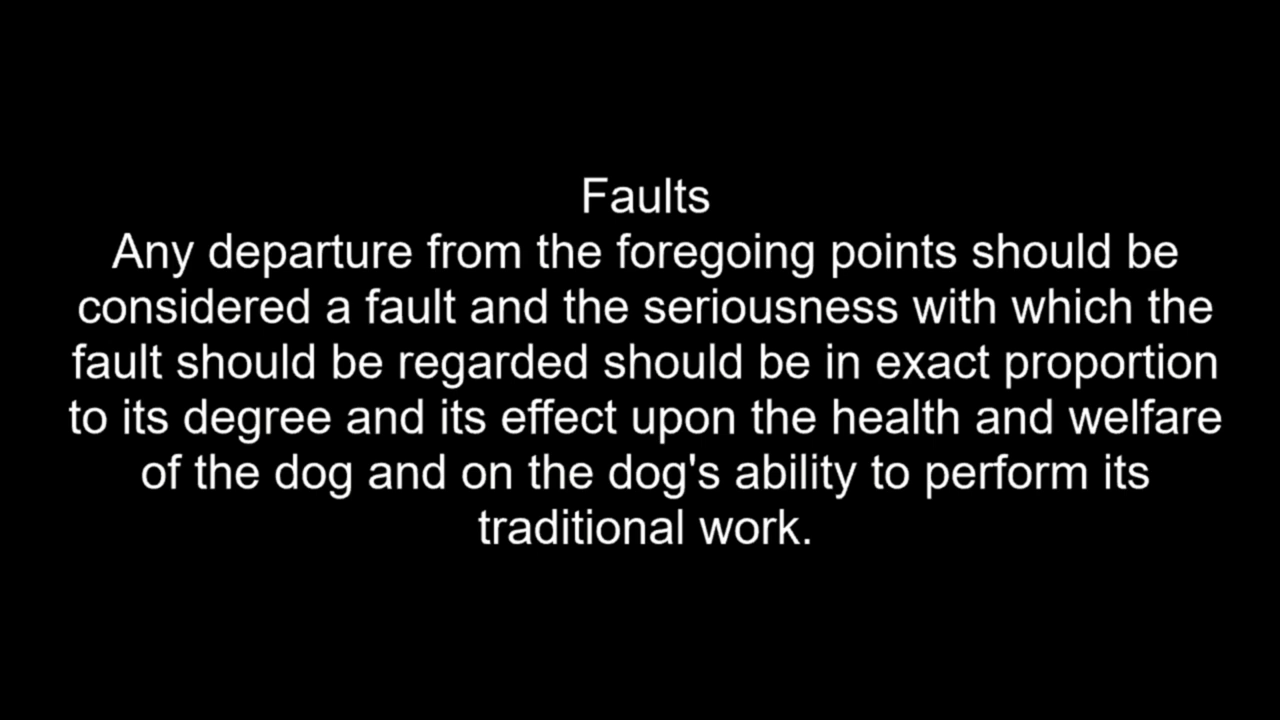 Faults
Any departure from the foregoing points should be
considered a fault and the seriousness with which the
fault should be regarded should be in exact proportion
to its degree and its effect upon the health and welfare
of the dog and on the dog's ability to perform its
traditional work.